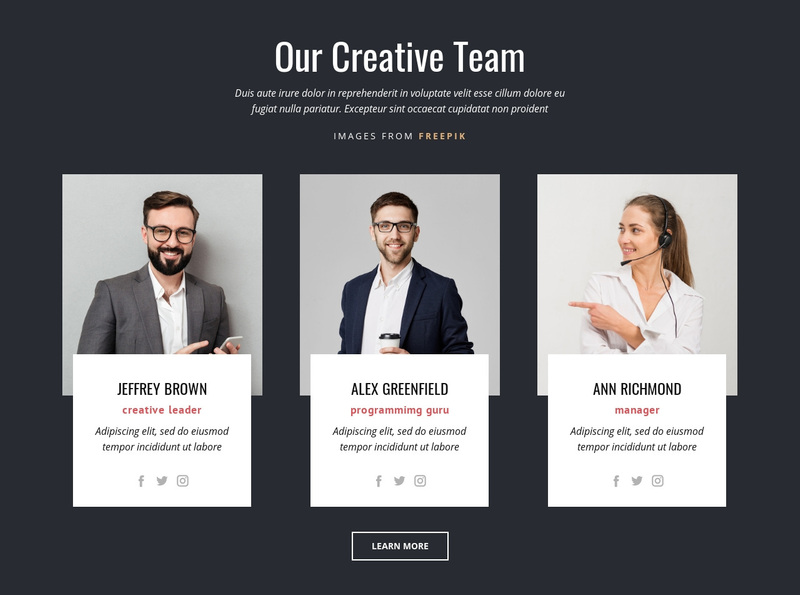 Our Creative Team
Duis aute irure dolor in reprehenderit in voluptate velit esse cillum dolore eu
fugiat nulla pariatur. Excepteur sint occaecat cupidatat non proident
IMAGES FROM FREEPIK
JEFFREY BROWN
creative leader
Adipiscing elit, sed do eiusmod
tempor incididunt ut labore
ALEX GREENFIELD
programmimg guru
Adipiscing elit, sed do eiusmod
tempor incididunt ut labore
ANN RICHMOND
manager
Adipiscing elit, sed do eiusmod
tempor incididunt ut labore
LEARN MORE